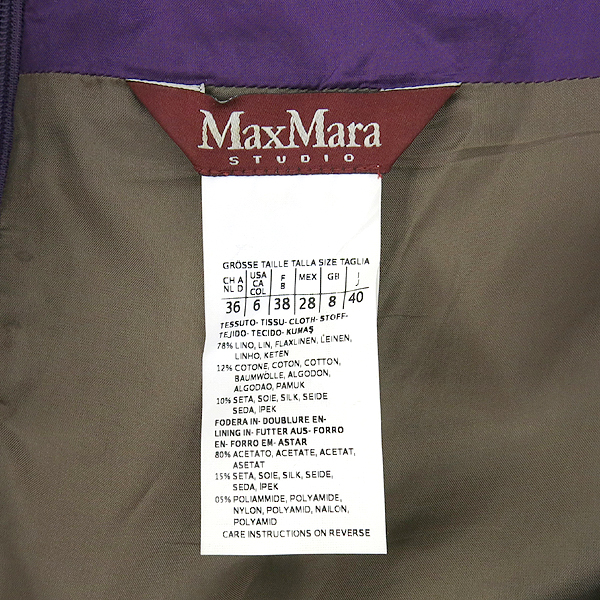 MaxMara
STUDIO
GRÖSSE TAILLE TALLA SIZE TAGLIA
CH A NL D USA CA COL F B MEX GB J
36 6 38 28 8 40
TESSUTO-TISSU-CLOTH-STOFF-
TEJIDO-TECIDO-KUMAŞ
78% LINO, LIN, FLAX, LINEN, LEINEN,
LINHO, KETEN
12% COTONE, COTON, COTTON,
BAUMWOLLE, ALGODON,
ALGODAO, PAMUK
10% SETA, SOIE, SILK, SEIDE
SEDA, İPEK
FODERA IN-DOUBLURE EN-
LINING IN-FUTTER AUS-FORRO
EN-FORRO EM-ASTAR
80% ACETATO, ACETATE, ACETAT,
ASETAT
15% SETA, SOIE, SILK, SEIDE,
SEDA, İPEK
05% POLIAMMIDE, POLYAMIDE,
NYLON, POLYAMID, NAILON,
POLYAMID
CARE INSTRUCTIONS ON REVERSE